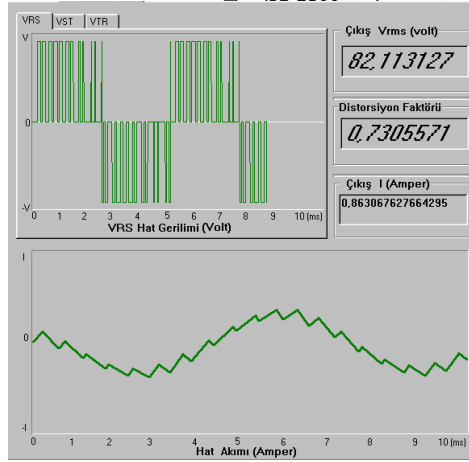 VRS VST VTR
V
0
-V
0 1 2 3 4 5 6 7 8 9 10 (ms)
VRS Hat Gerilimi (Volt)
Çıkış Vrms (volt)
82,113127
Distorsiyon Faktörü
0,7305571
Çıkış I (Amper)
0,863067627664295
I
0
-I
0 1 2 3 4 5 6 7 8 9 10 (ms)
Hat Akımı (Amper)